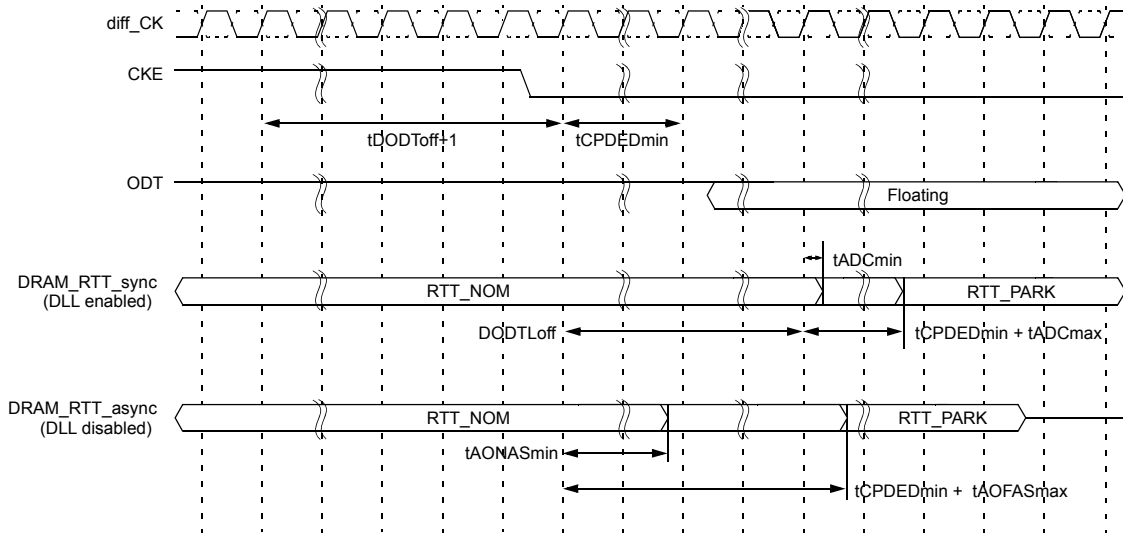 diff_CK
CKE
tDODToff+1
tCPDEDmin
ODT
Floating
tADCmin
DRAM_RTT_sync
(DLL enabled)
RTT_NOM
RTT_PARK
DODTLoff
tCPDEDmin + tADCmax
DRAM_RTT_async
(DLL disabled)
RTT_NOM
RTT_PARK
tAONASmin
tCPDEDmin + tAOFASmax